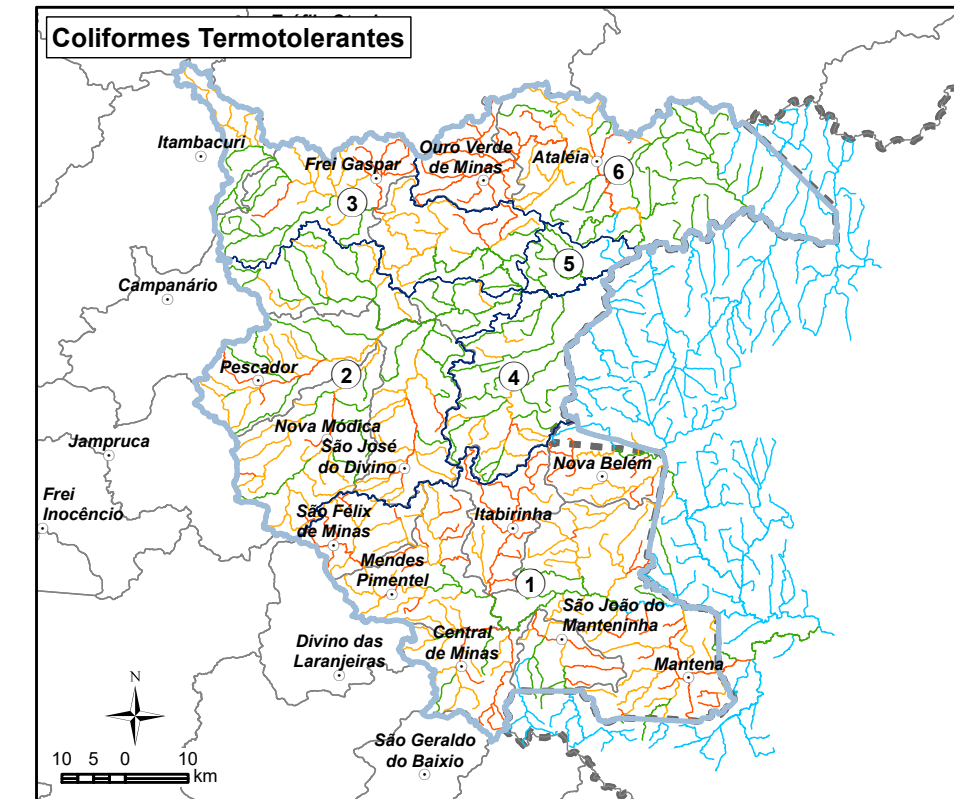 Coliformes Termotolerantes
Itambacuri
Frei Gaspar
Ouro Verde
de Minas
Ataléia
6
3
5
Campanário
Pescador
2
4
Nova Módica
São José
do Divino
Jampruca
Nova Belém
Frei
Inocêncio
São Félix
de Minas
Itabirinha
Mendes
Pimentel
1
São João do
Manteninha
Divino das
Laranjeiras
Central
de Minas
Mantena
N
São Geraldo
do Baixio
10 5 0 10
km